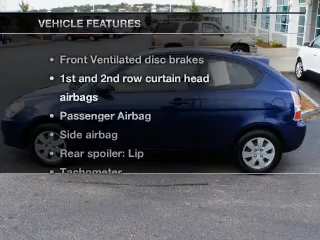 VEHICLE FEATURES
• Front Ventilated disc brakes
• 1st and 2nd row curtain head
airbags
• Passenger Airbag
• Side airbag
• Rear spoiler: Lip
• Tachometer